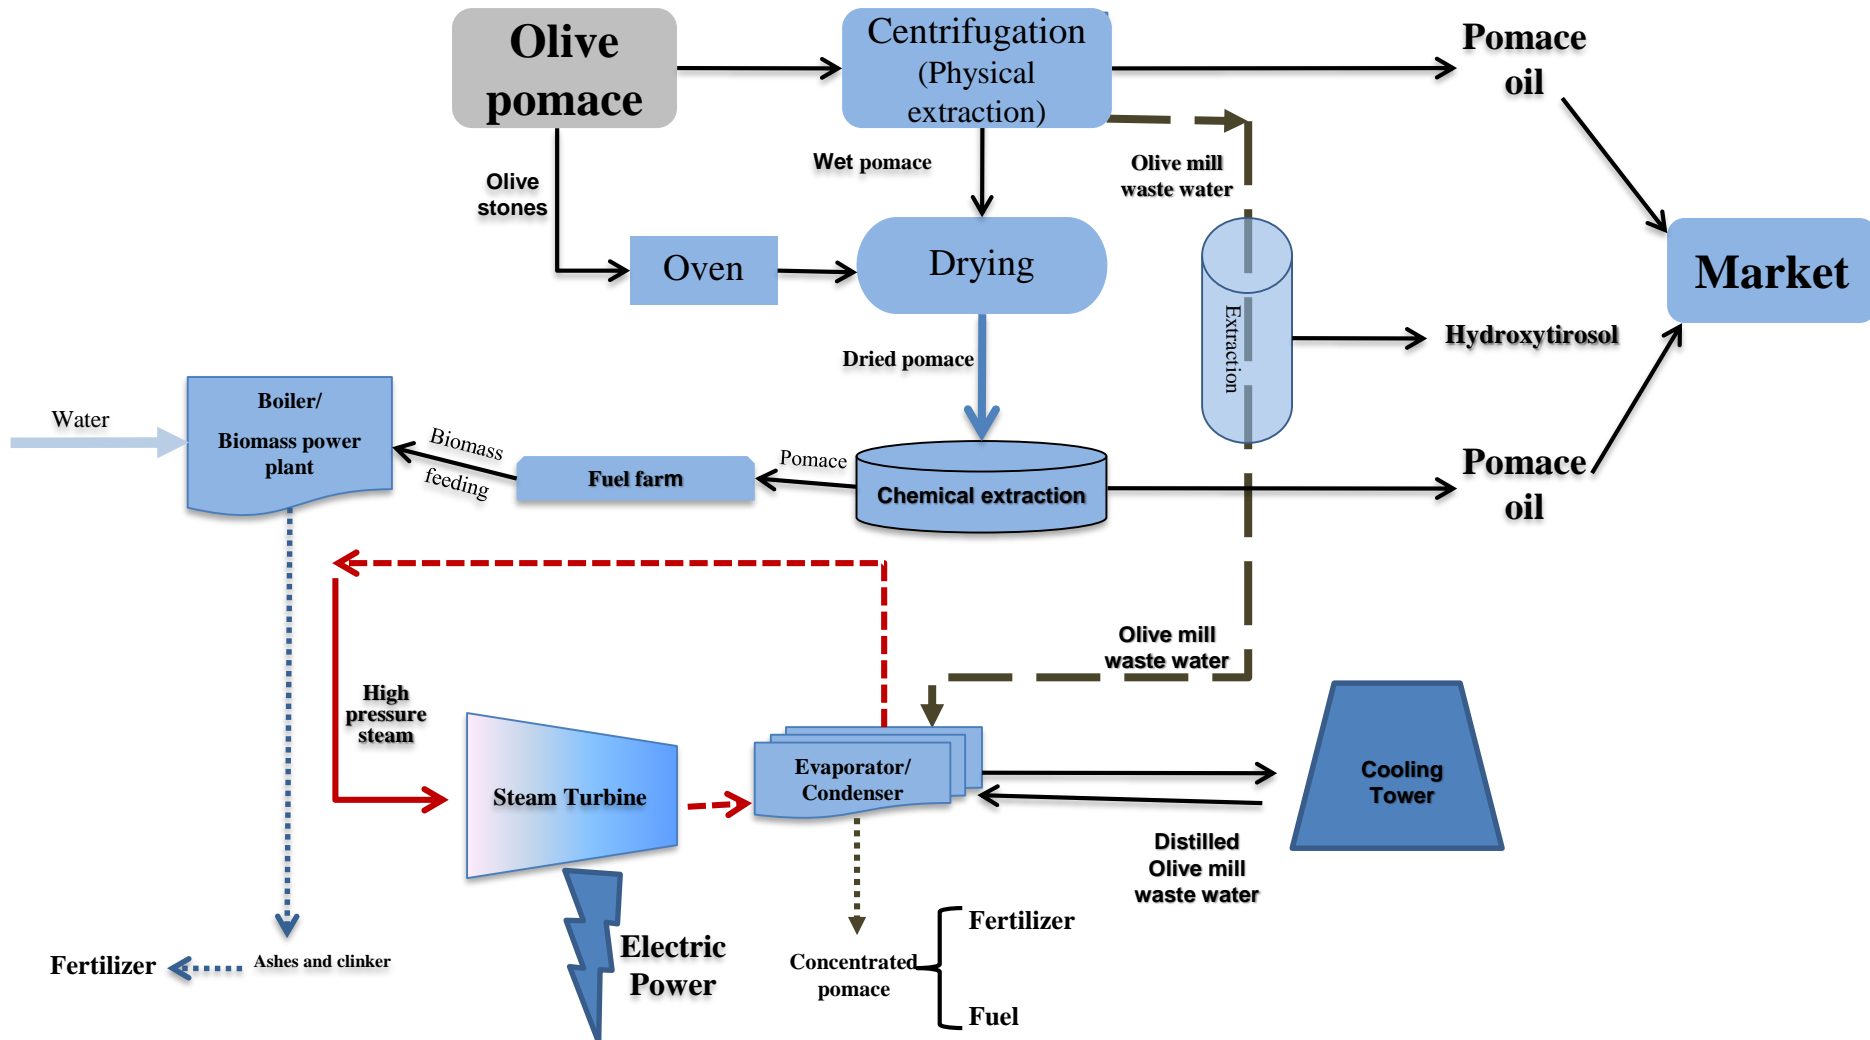 Olive
pomace
Centrifugation
(Physical
extraction)
Pomace
oil
Wet pomace
Olive mill
waste water
Olive
stones
Oven
Drying
Market
Extraction
Hydroxytirosol
Dried pomace
Boiler/
Biomass power
plant
Water
Biomass
feeding
Fuel farm
Pomace
Chemical extraction
Pomace
oil
Olive mill
waste water
High
pressure
steam
Steam Turbine
Evaporator/
Condenser
Cooling
Tower
Distilled
Olive mill
waste water
Electric
Power
Fertilizer
Ashes and clinker
Concentrated
pomace
Fertilizer
Fuel